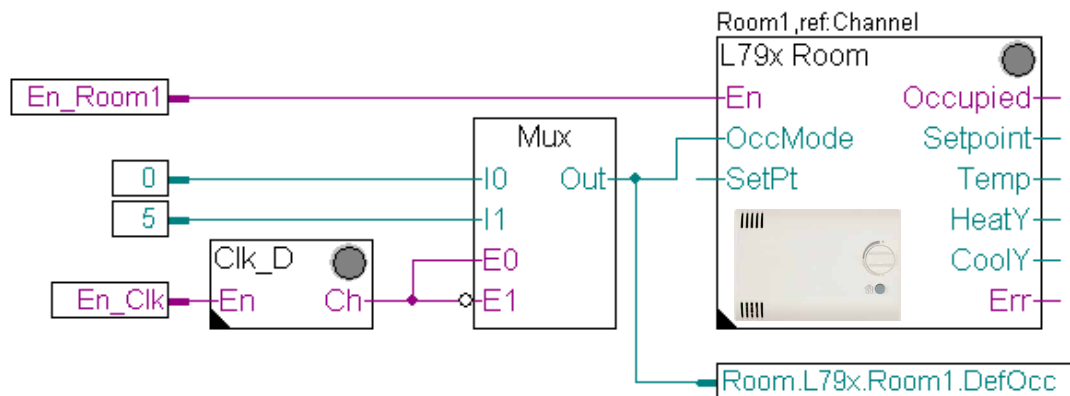 Room1,ref:Channel
L79x Room
En_Room1
En
Occupied
Mux
OccMode
Setpoint
0
I0
Out
SetPt
Temp
5
I1
HeatY
Clk_D
E0
CoolY
En_Clk
En
Ch
E1
Err
Room.L79x.Room1.DefOcc